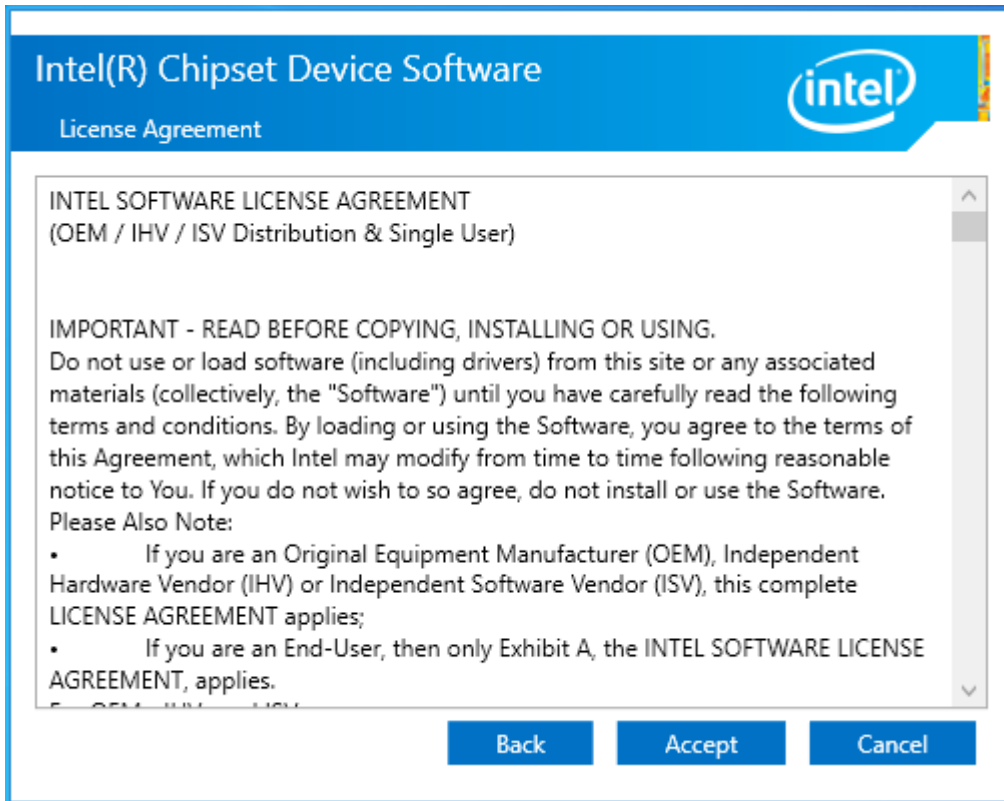 Intel(R) Chipset Device Software
intel
License Agreement
INTEL SOFTWARE LICENSE AGREEMENT
(OEM / IHV / ISV Distribution & Single User)
IMPORTANT - READ BEFORE COPYING, INSTALLING OR USING.
Do not use or load software (including drivers) from this site or any associated
materials (collectively, the "Software") until you have carefully read the following
terms and conditions. By loading or using the Software, you agree to the terms of
this Agreement, which Intel may modify from time to time following reasonable
notice to You. If you do not wish to so agree, do not install or use the Software.
Please Also Note:
• If you are an Original Equipment Manufacturer (OEM), Independent
Hardware Vendor (IHV) or Independent Software Vendor (ISV), this complete
LICENSE AGREEMENT applies;
• If you are an End-User, then only Exhibit A, the INTEL SOFTWARE LICENSE
AGREEMENT, applies.
Back Accept Cancel